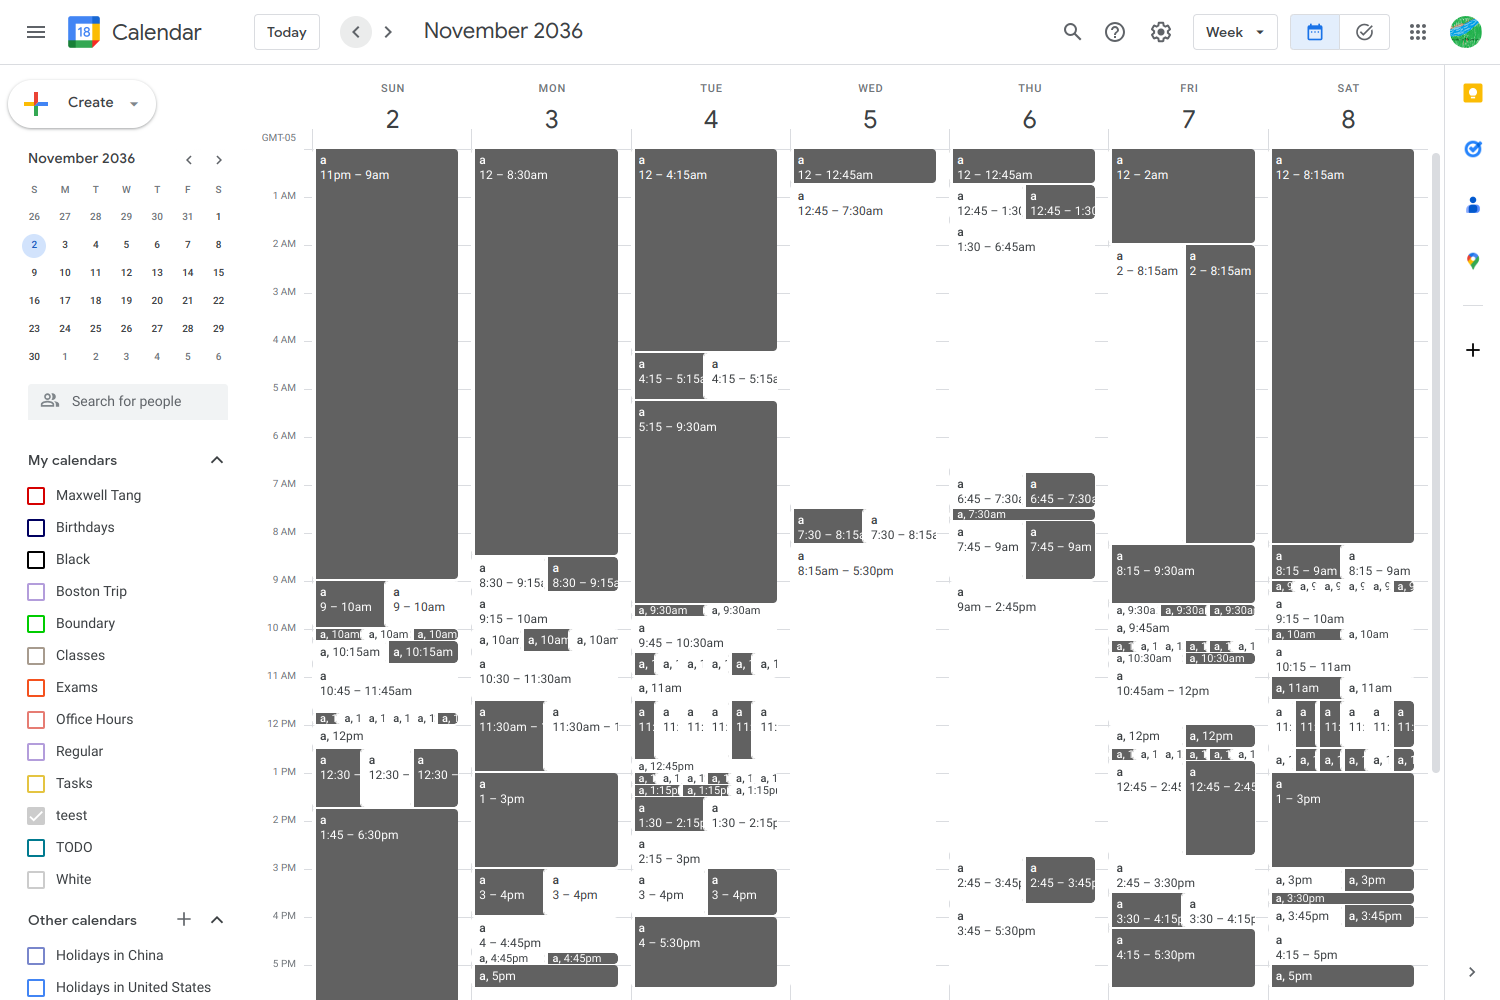 18 Calendar
Today
November 2036
Week
Create
November 2036
S M T W T F S
26 27 28 29 30 31 1
2 3 4 5 6 7 8
9 10 11 12 13 14 15
16 17 18 19 20 21 22
23 24 25 26 27 28 29
30 1 2 3 4 5 6
Search for people
My calendars
Maxwell Tang
Birthdays
Black
Boston Trip
Boundary
Classes
Exams
Office Hours
Regular
Tasks
teest
TODO
White
Other calendars
Holidays in China
Holidays in United States
GMT-05
1 AM
2 AM
3 AM
4 AM
5 AM
6 AM
7 AM
8 AM
9 AM
10 AM
11 AM
12 PM
1 PM
2 PM
3 PM
4 PM
5 PM
SUN
2
a
11pm – 9am
a
9 – 10am
a
9 – 10am
a, 10am a, 10am a, 10am
a, 10:15am a, 10:15am
a
10:45 – 11:45am
a, 1 a, 1 a, 1 a, 1 a, 1 a, 1
a, 12pm
a
12:30 –
a
12:30 –
a
12:30 –
a
1:45 – 6:30pm
MON
3
a
12 – 8:30am
a
8:30 – 9:15a
a
8:30 – 9:15a
a
9:15 – 10am
a, 10am a, 10am a, 10am
a
10:30 – 11:30am
a
11:30am –
a
11:30am – 1
a
1 – 3pm
a
3 – 4pm
a
3 – 4pm
a
4 – 4:45pm
a, 4:45pm a, 4:45pm
a, 5pm
TUE
4
a
12 – 4:15am
a
4:15 – 5:15a
a
4:15 – 5:15a
a
5:15 – 9:30am
a, 9:30am a, 9:30am
a
9:45 – 10:30am
a, 1 a, 1 a, 1 a, 1 a, 1 a, 1
a, 11am
a
11:
a
11:
a
11:
a
11:
a
11:
a
11:
a, 12:45pm
a, 1 a, 1 a, 1 a, 1 a, 1 a, 1
a, 1:15p a, 1:15p a, 1:15p
a
1:30 – 2:15p
a
1:30 – 2:15p
a
2:15 – 3pm
a
3 – 4pm
a
3 – 4pm
a
4 – 5:30pm
WED
5
a
12 – 12:45am
a
12:45 – 7:30am
a
7:30 – 8:15a
a
7:30 – 8:15a
a
8:15am – 5:30pm
THU
6
a
12 – 12:45am
a
12:45 – 1:30
a
12:45 – 1:30
a
1:30 – 6:45am
a
6:45 – 7:30a
a
6:45 – 7:30a
a, 7:30am
a
7:45 – 9am
a
7:45 – 9am
a
9am – 2:45pm
a
2:45 – 3:45p
a
2:45 – 3:45p
a
3:45 – 5:30pm
FRI
7
a
12 – 2am
a
2 – 8:15am
a
2 – 8:15am
a
8:15 – 9:30am
a, 9:30a a, 9:30a a, 9:30a
a, 9:45am
a, 1 a, 1 a, 1 a, 1 a, 1 a, 1
a, 10:30am a, 10:30am
a
10:45am – 12pm
a, 12pm a, 12pm
a, 1 a, 1 a, 1 a, 1 a, 1 a, 1
a
12:45 – 2:45
a
12:45 – 2:45
a
2:45 – 3:30pm
a
3:30 – 4:15p
a
3:30 – 4:15p
a
4:15 – 5:30pm
SAT
8
a
12 – 8:15am
a
8:15 – 9am
a
8:15 – 9am
a, 9 a, 9 a, 9 a, 9 a, 9 a, 9
a
9:15 – 10am
a, 10am a, 10am
a
10:15 – 11am
a, 11am a, 11am
a
11:
a
11:
a
11:
a
11:
a
11:
a
11:
a, a, a, a, a, a, 1
a
1 – 3pm
a, 3pm a, 3pm
a, 3:30pm
a, 3:45pm a, 3:45pm
a
4:15 – 5pm
a, 5pm